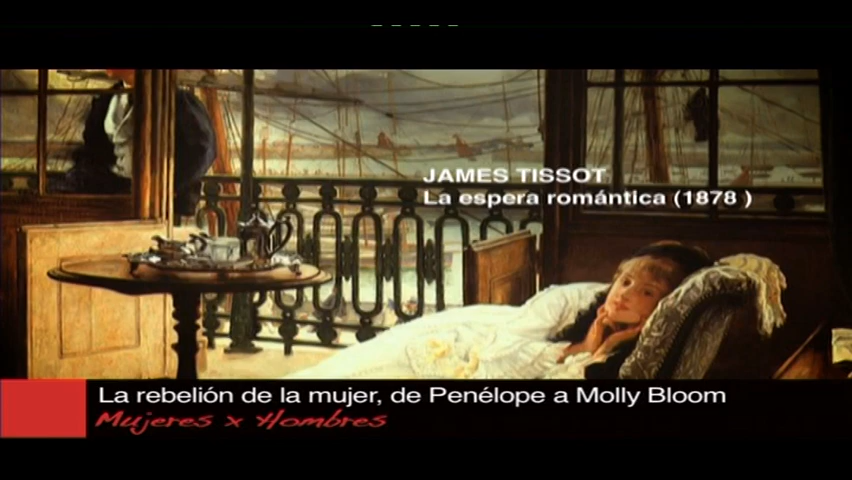 JAMES TISSOT
La espera romántica (1878 )
La rebelión de la mujer, de Penélope a Molly Bloom
Mujeres x Hombres